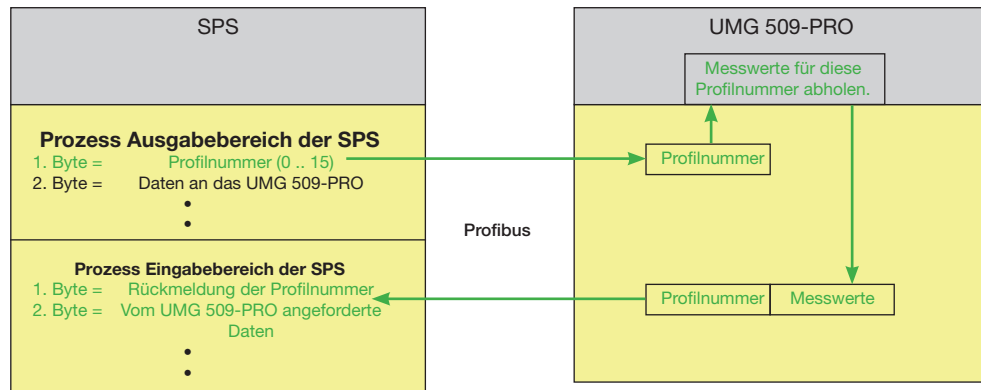 SPS
Prozess Ausgabebereich der SPS
1. Byte = Profilnummer (0 .. 15)
2. Byte = Daten an das UMG 509-PRO
•
•
Prozess Eingabebereich der SPS
1. Byte = Rückmeldung der Profilnummer
2. Byte = Vom UMG 509-PRO angeforderte
Daten
•
•
Profibus
UMG 509-PRO
Messwerte für diese
Profilnummer abholen.
Profilnummer
Profilnummer
Messwerte